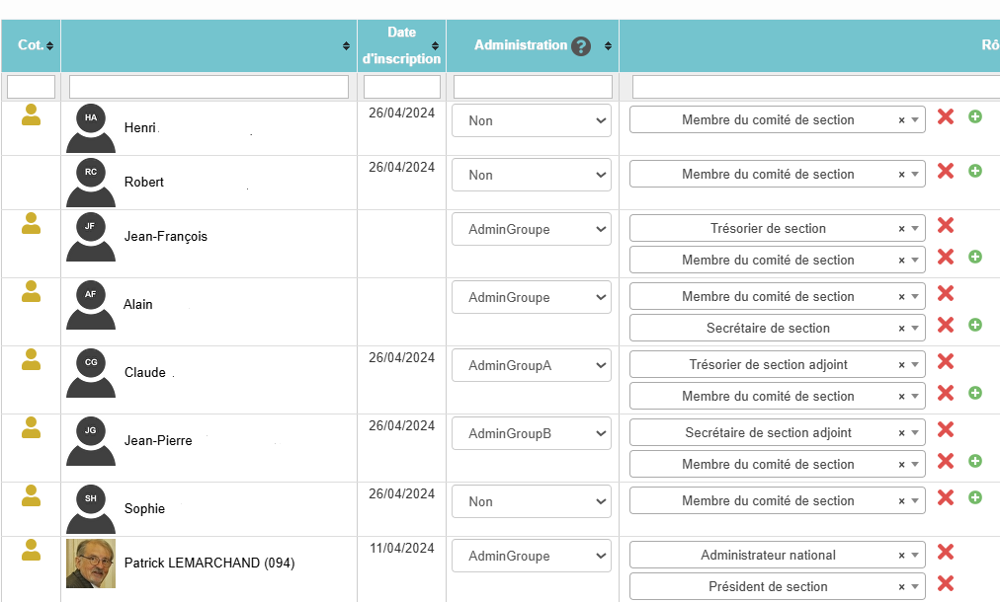 Cot. Date d'inscription Administration ? Rô
HA Henri 26/04/2024 Non Membre du comité de section ×
RC Robert 26/04/2024 Non Membre du comité de section ×
JF Jean-François AdminGroupe Trésorier de section ×
Membre du comité de section ×
AF Alain AdminGroupe Membre du comité de section ×
Secrétaire de section ×
CG Claude 26/04/2024 AdminGroupA Trésorier de section adjoint ×
Membre du comité de section ×
JG Jean-Pierre 26/04/2024 AdminGroupB Secrétaire de section adjoint ×
Membre du comité de section ×
SH Sophie 26/04/2024 Non Membre du comité de section ×
Patrick LEMARCHAND (094) 11/04/2024 AdminGroupe Administrateur national ×
Président de section ×